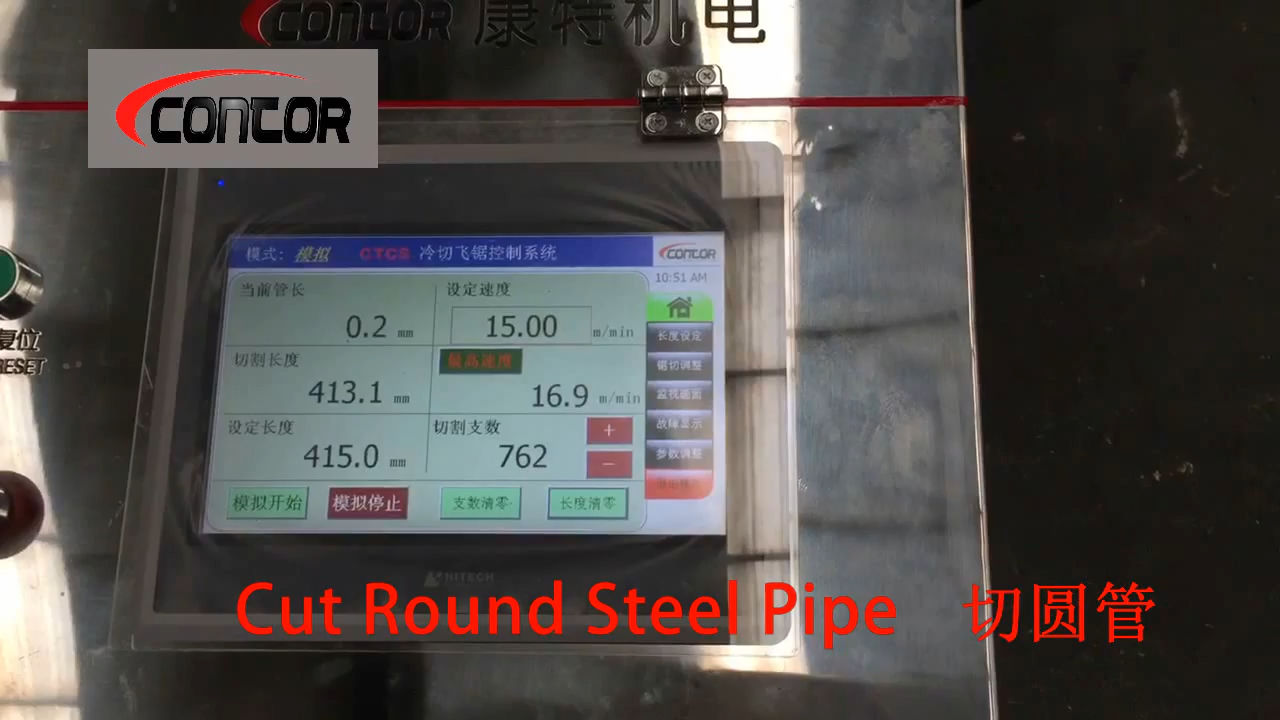 CONTOR 康特机电
CONTOR
模式: 模拟 CTCS 冷切飞锯控制系统 CONTOR
10:51 AM
当前管长 设定速度
0.2 mm 15.00 m/min
长度设定
切割长度 最高速度
锯切调整
413.1 mm 16.9 m/min
监视画面
设定长度 切割支数 +
故障显示
415.0 mm 762 −
参数调整
模拟开始 模拟停止 支数清零 长度清零
复位
RESET
Cut Round Steel Pipe 切圆管